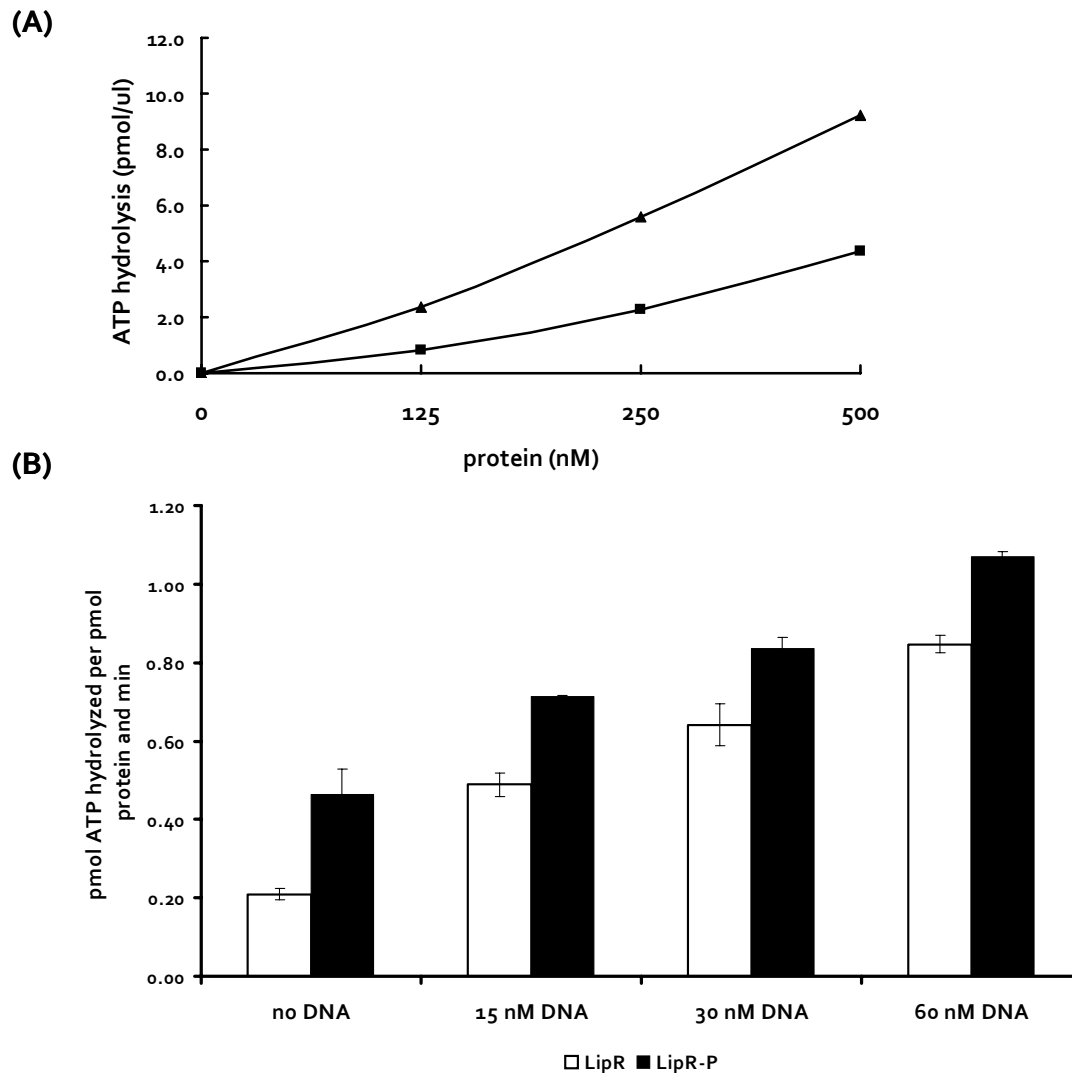 (A)
12.0
10.0
8.0
6.0
4.0
2.0
0.0
ATP hydrolysis (pmol/ul)
0 125 250 500
protein (nM)
(B)
1.20
1.00
0.80
0.60
0.40
0.20
0.00
pmol ATP hydrolyzed per pmol
protein and min
no DNA 15 nM DNA 30 nM DNA 60 nM DNA
LipR LipR-P